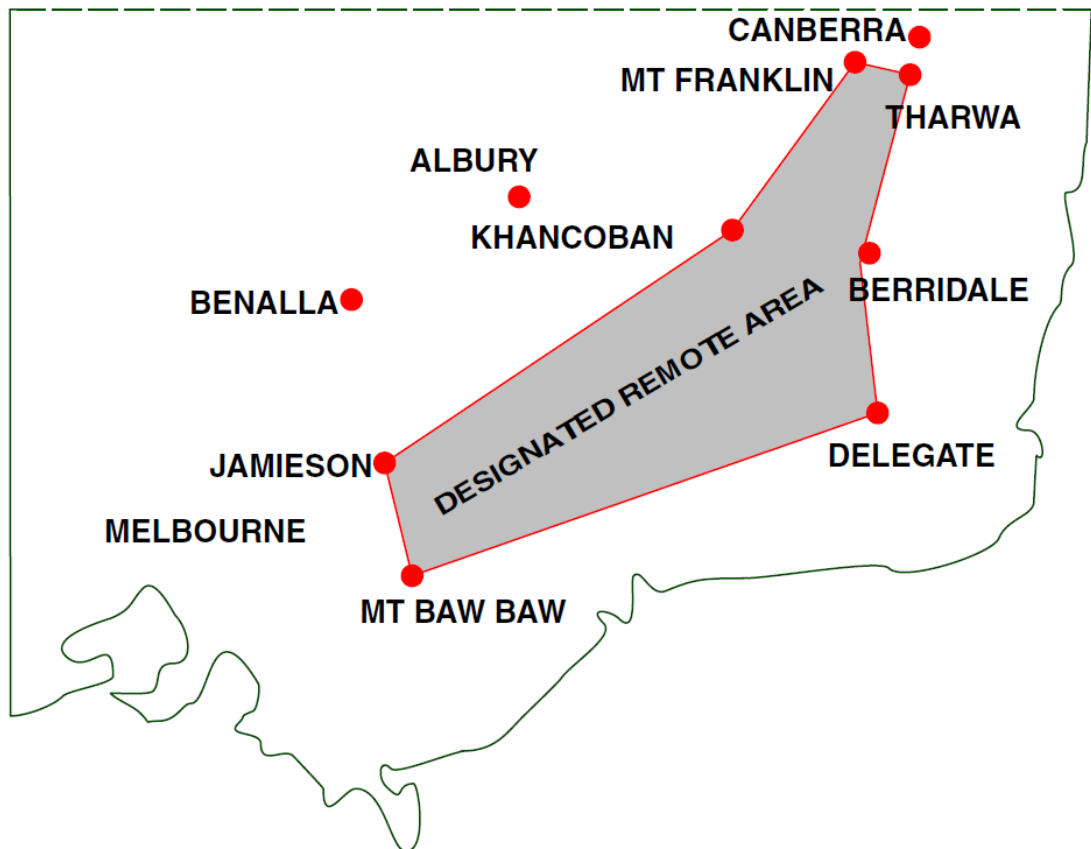 CANBERRA
MT FRANKLIN
THARWA
ALBURY
KHANCOBAN
BENALLA
BERRIDALE
DESIGNATED REMOTE AREA
JAMIESON
DELEGATE
MELBOURNE
MT BAW BAW